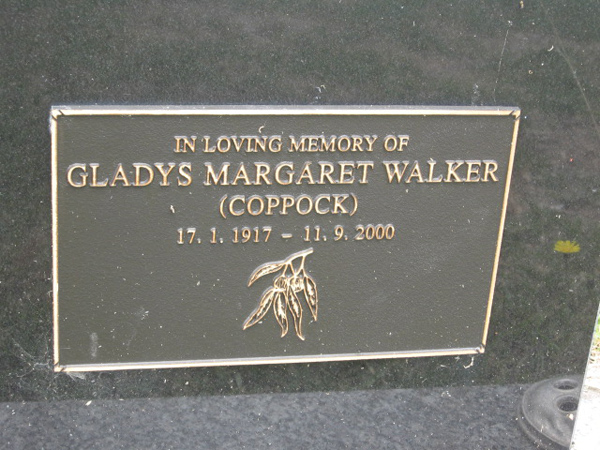 IN LOVING MEMORY OF
GLADYS MARGARET WALKER
(COPPOCK)
17. 1. 1917 – 11. 9. 2000